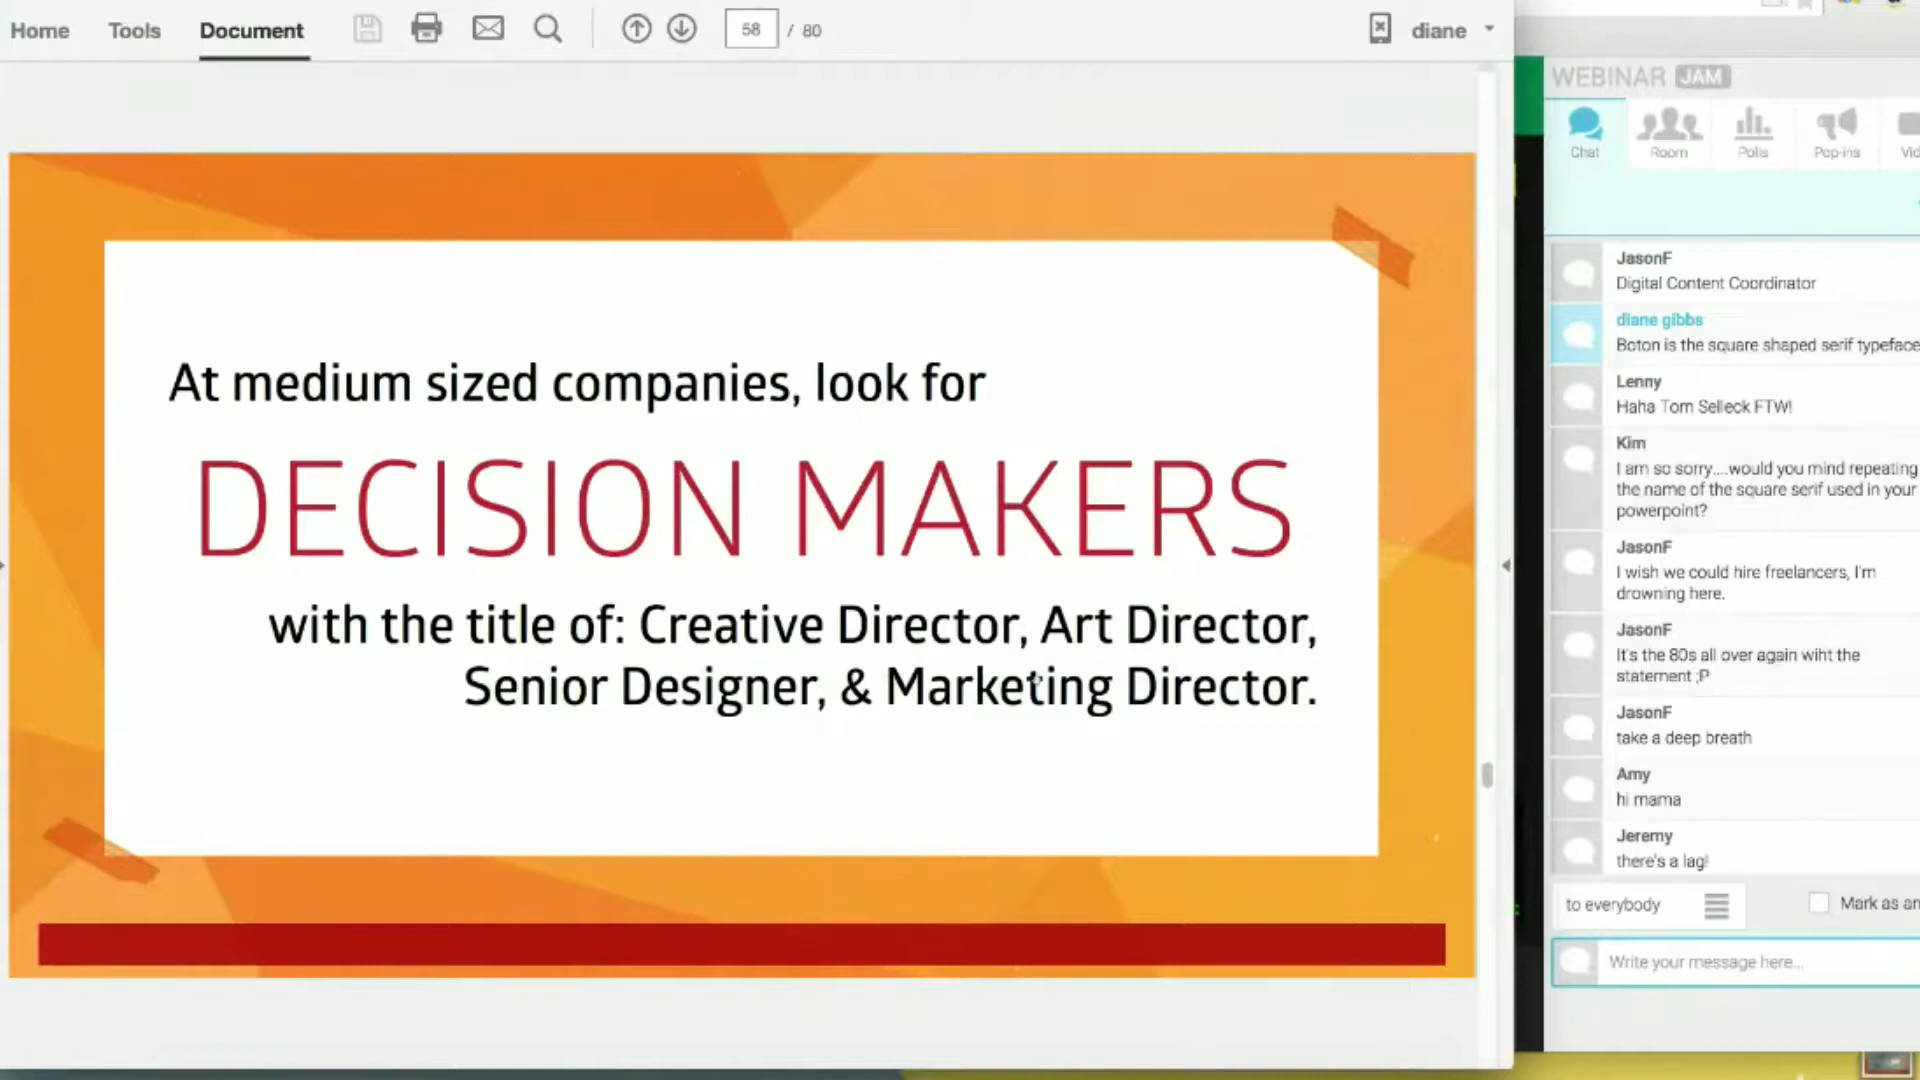 Home Tools Document 58 / 80 diane
At medium sized companies, look for
DECISION MAKERS
with the title of: Creative Director, Art Director,
Senior Designer, & Marketing Director.
WEBINAR JAM
Chat Room Polls Pop-ins Vid
JasonF
Digital Content Coordinator
diane gibbs
Boton is the square shaped serif typeface
Lenny
Haha Tom Selleck FTW!
Kim
I am so sorry....would you mind repeating
the name of the square serif used in your
powerpoint?
JasonF
I wish we could hire freelancers, I'm
drowning here.
JasonF
It's the 80s all over again wiht the
statement ;P
JasonF
take a deep breath
Amy
hi mama
Jeremy
there's a lag!
to everybody Mark as an
Write your message here...